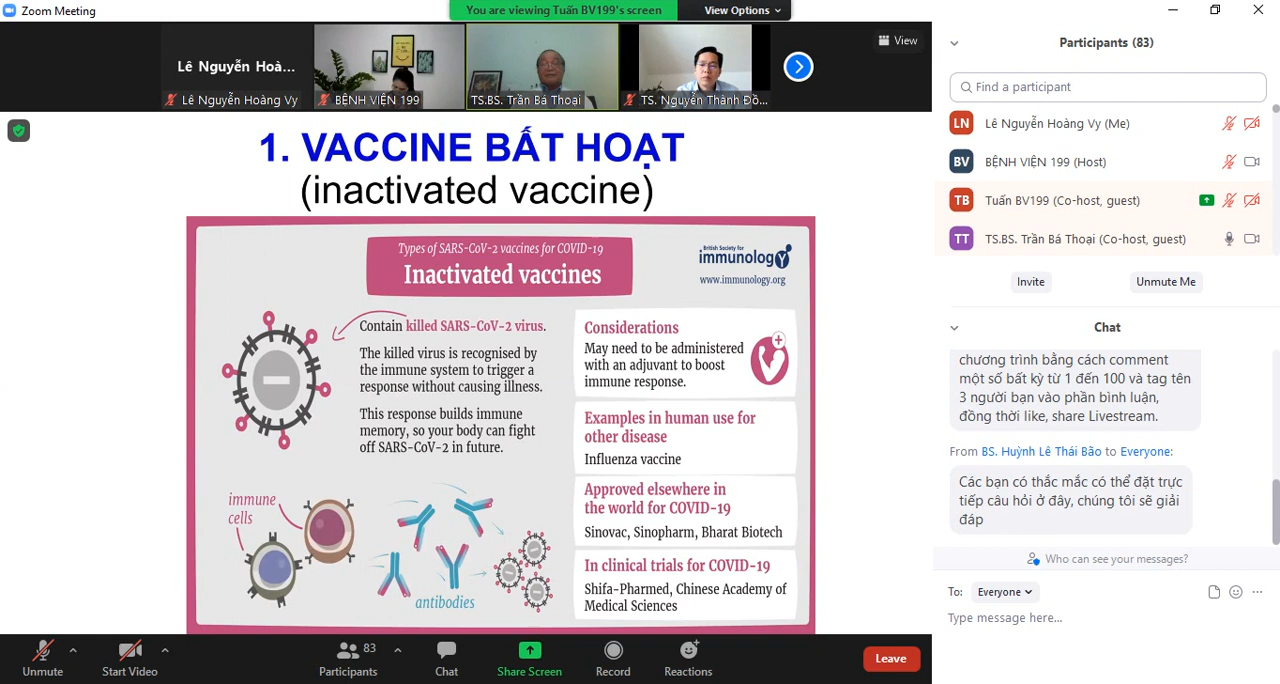 Zoom Meeting
You are viewing Tuấn BV199's screen
View Options
Lê Nguyễn Hoà...
Lê Nguyễn Hoàng Vy
BỆNH VIỆN 199
TS.BS. Trần Bá Thoại
TS. Nguyễn Thành Đồ...
View
1. VACCINE BẤT HOẠT
(inactivated vaccine)
Types of SARS-CoV-2 vaccines for COVID-19
Inactivated vaccines
British Society for
immunology
www.immunology.org
Contain killed SARS-CoV-2 virus.
The killed virus is recognised by
the immune system to trigger a
response without causing illness.
This response builds immune
memory, so your body can fight
off SARS-CoV-2 in future.
immune
cells
antibodies
Considerations
May need to be administered
with an adjuvant to boost
immune response.
Examples in human use for
other disease
Influenza vaccine
Approved elsewhere in
the world for COVID-19
Sinovac, Sinopharm, Bharat Biotech
In clinical trials for COVID-19
Shifa-Pharmed, Chinese Academy of
Medical Sciences
Unmute
Start Video
83
Participants
Chat
Share Screen
Record
Reactions
Leave
Participants (83)
Find a participant
LN
Lê Nguyễn Hoàng Vy (Me)
BV
BỆNH VIỆN 199 (Host)
TB
Tuấn BV199 (Co-host, guest)
TT
TS.BS. Trần Bá Thoại (Co-host, guest)
Invite
Unmute Me
Chat
chương trình bằng cách comment
một số bất kỳ từ 1 đến 100 và tag tên
3 người bạn vào phần bình luận,
đồng thời like, share Livestream.
From BS. Huỳnh Lê Thái Bão to Everyone:
Các bạn có thắc mắc có thể đặt trực
tiếp câu hỏi ở đây, chúng tôi sẽ giải
đáp
Who can see your messages?
To: Everyone
Type message here...